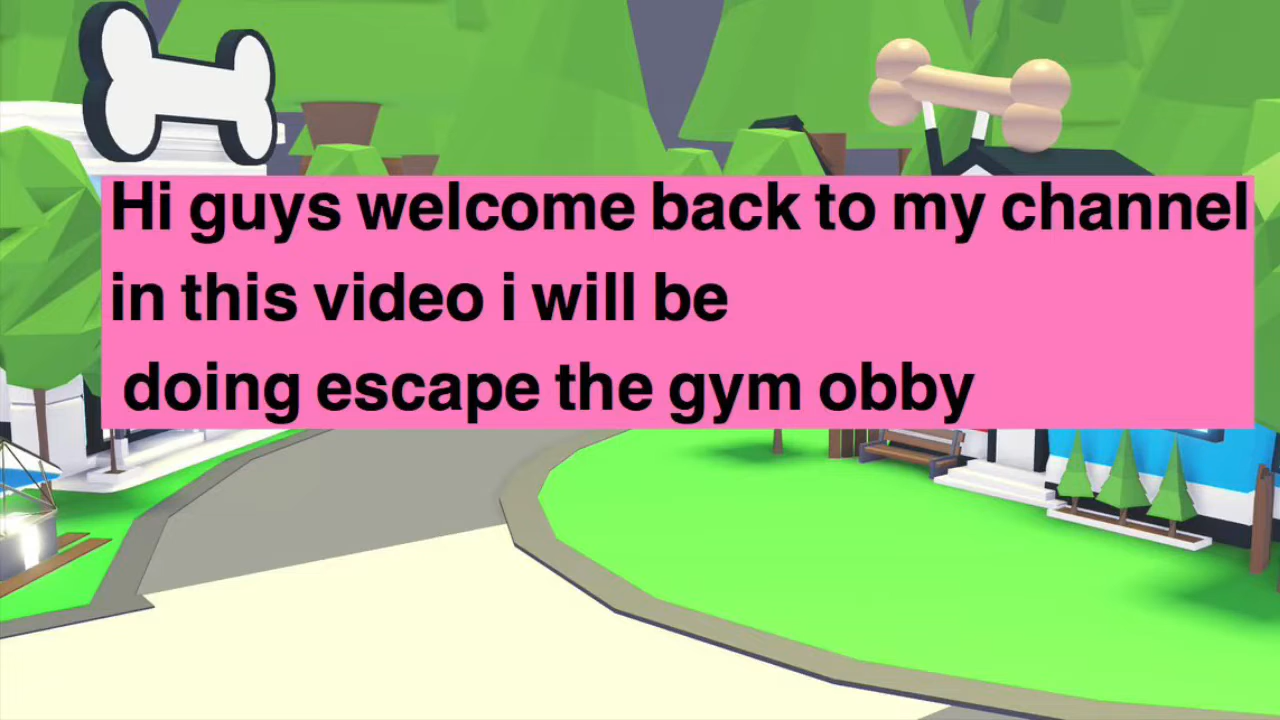 Hi guys welcome back to my channel
in this video i will be
doing escape the gym obby